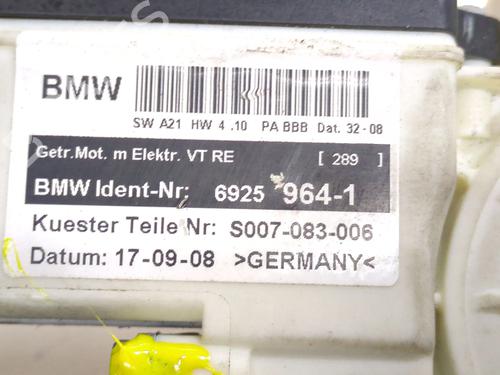 BMW
SW A21 HW 4 .10 PA BBB Dat. 32-08
Getr.Mot. m Elektr. VT RE [ 289 ]
BMW Ident-Nr: 6925 964-1
Kuester Teile Nr: S007-083-006
Datum: 17-09-08 >GERMANY<